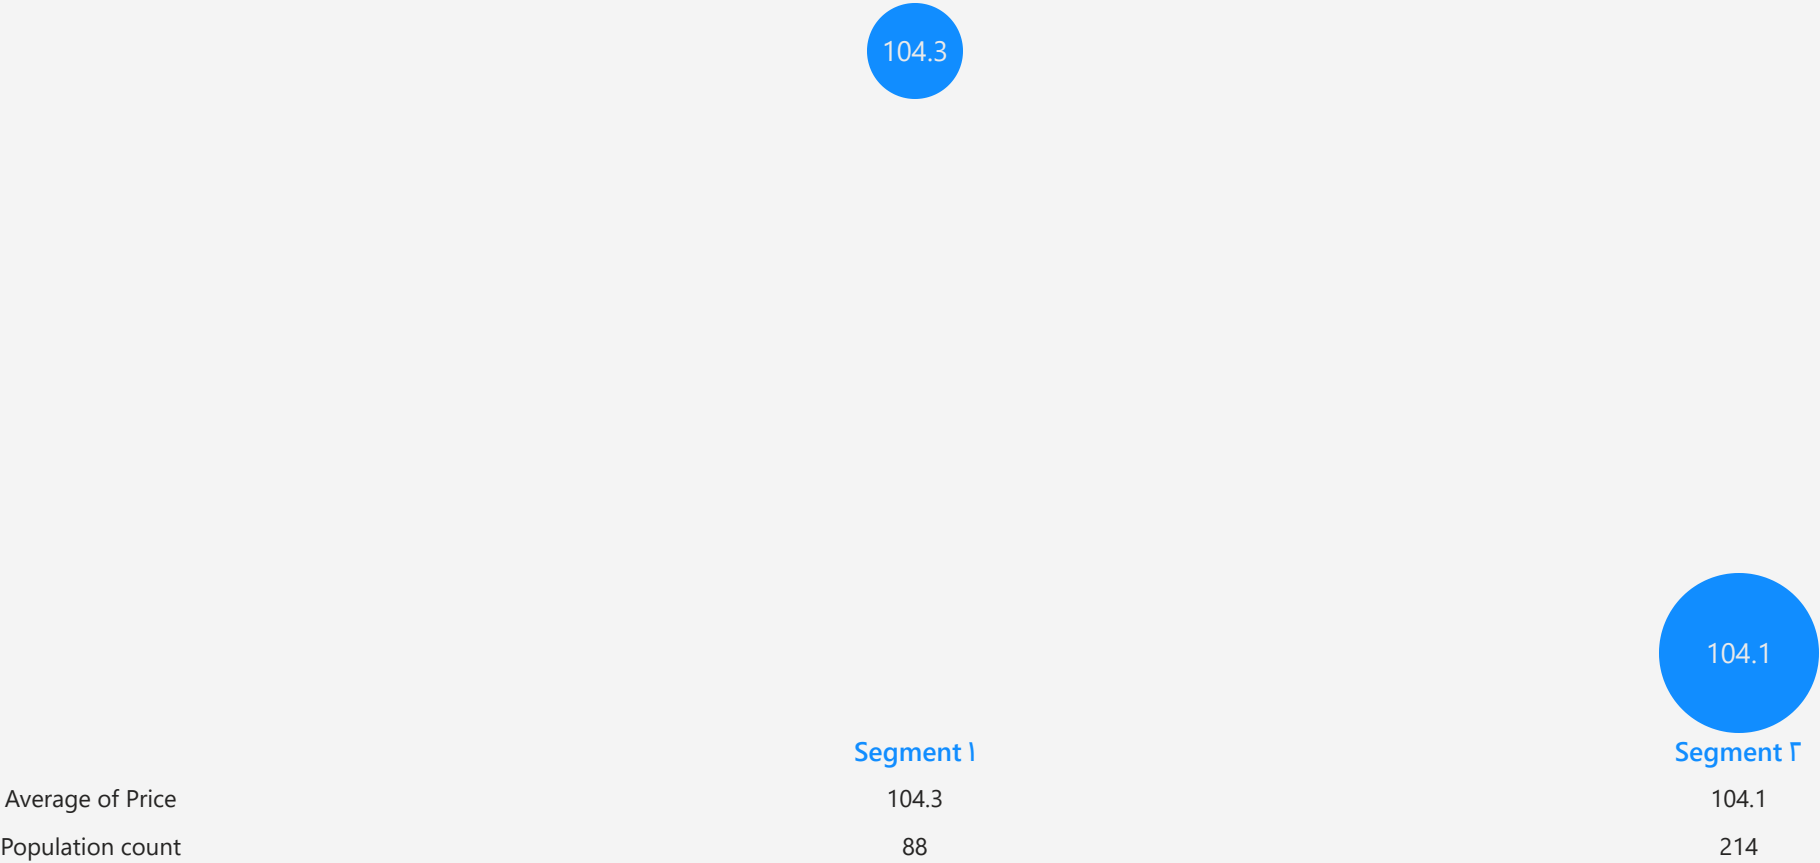 104.3
104.1
Segment ۱ Segment ۲
Average of Price 104.3 104.1
Population count 88 214